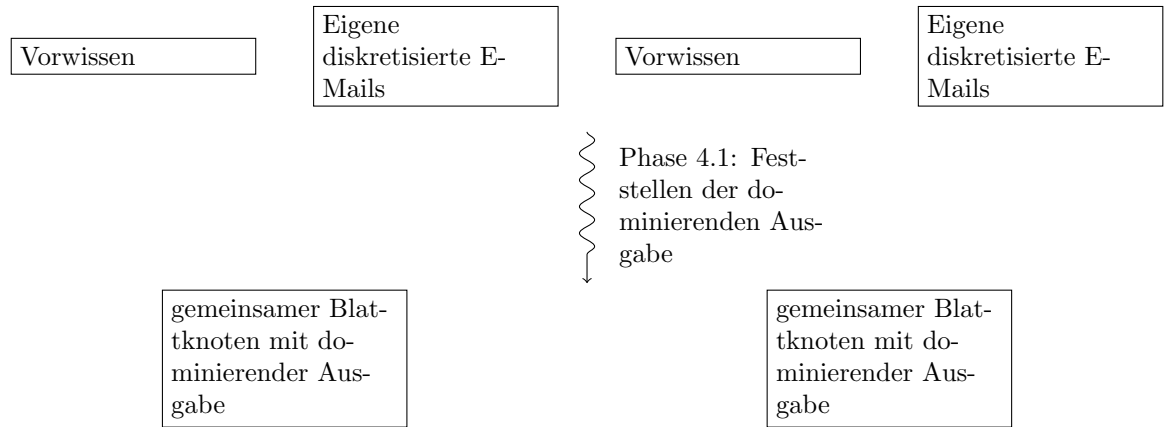 Vorwissen
Eigene
diskretisierte E-
Mails
Vorwissen
Eigene
diskretisierte E-
Mails
Phase 4.1: Fest-
stellen der do-
minierenden Aus-
gabe
gemeinsamer Blat-
tknoten mit do-
minierender Aus-
gabe
gemeinsamer Blat-
tknoten mit do-
minierender Aus-
gabe